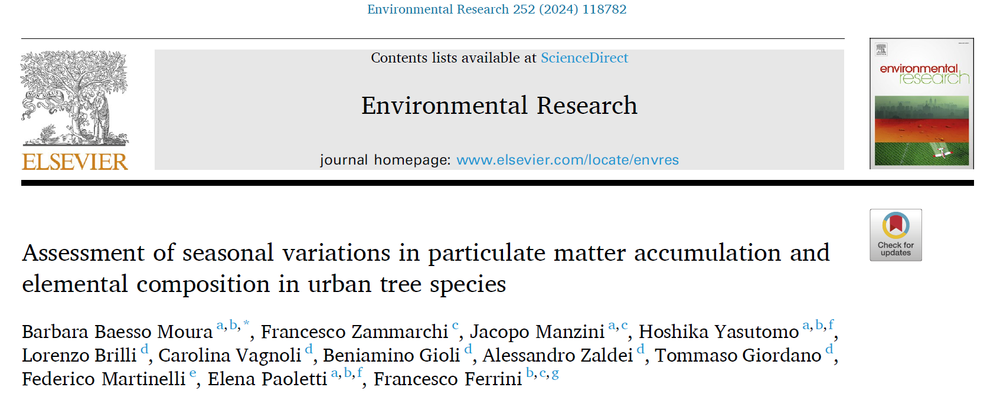 Environmental Research 252 (2024) 118782
Contents lists available at ScienceDirect
Environmental Research
journal homepage: www.elsevier.com/locate/envres
NON SOLUS
ELSEVIER
environmental
research
Check for
updates
Assessment of seasonal variations in particulate matter accumulation and
elemental composition in urban tree species
Barbara Baesso Moura a,b,*, Francesco Zammarchi c, Jacopo Manzini a,c, Hoshika Yasutomo a,b,f,
Lorenzo Brilli d, Carolina Vagnoli d, Beniamino Gioli d, Alessandro Zaldei d, Tommaso Giordano d,
Federico Martinelli e, Elena Paoletti a,b,f, Francesco Ferrini b,c,g